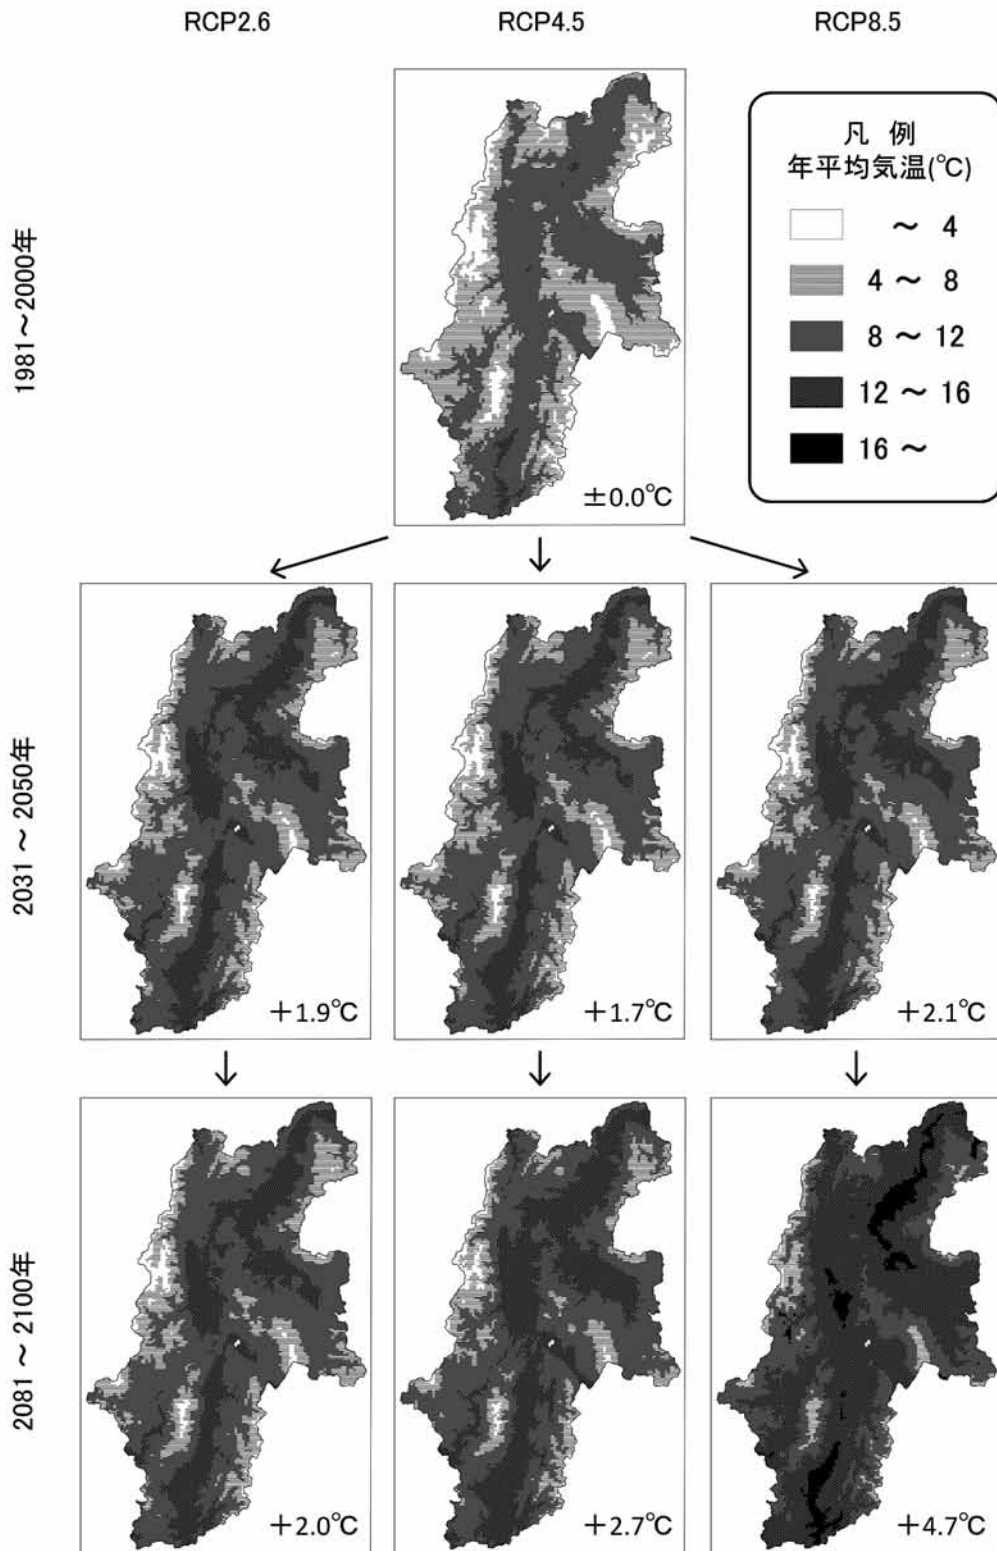 RCP2.6
RCP4.5
RCP8.5
1981～2000年
凡 例
年平均気温(℃)
～ 4
4 ～ 8
8 ～ 12
12 ～ 16
16 ～
±0.0℃
2031 ～ 2050年
+1.9℃
+1.7℃
+2.1℃
2081 ～ 2100年
+2.0℃
+2.7℃
+4.7℃